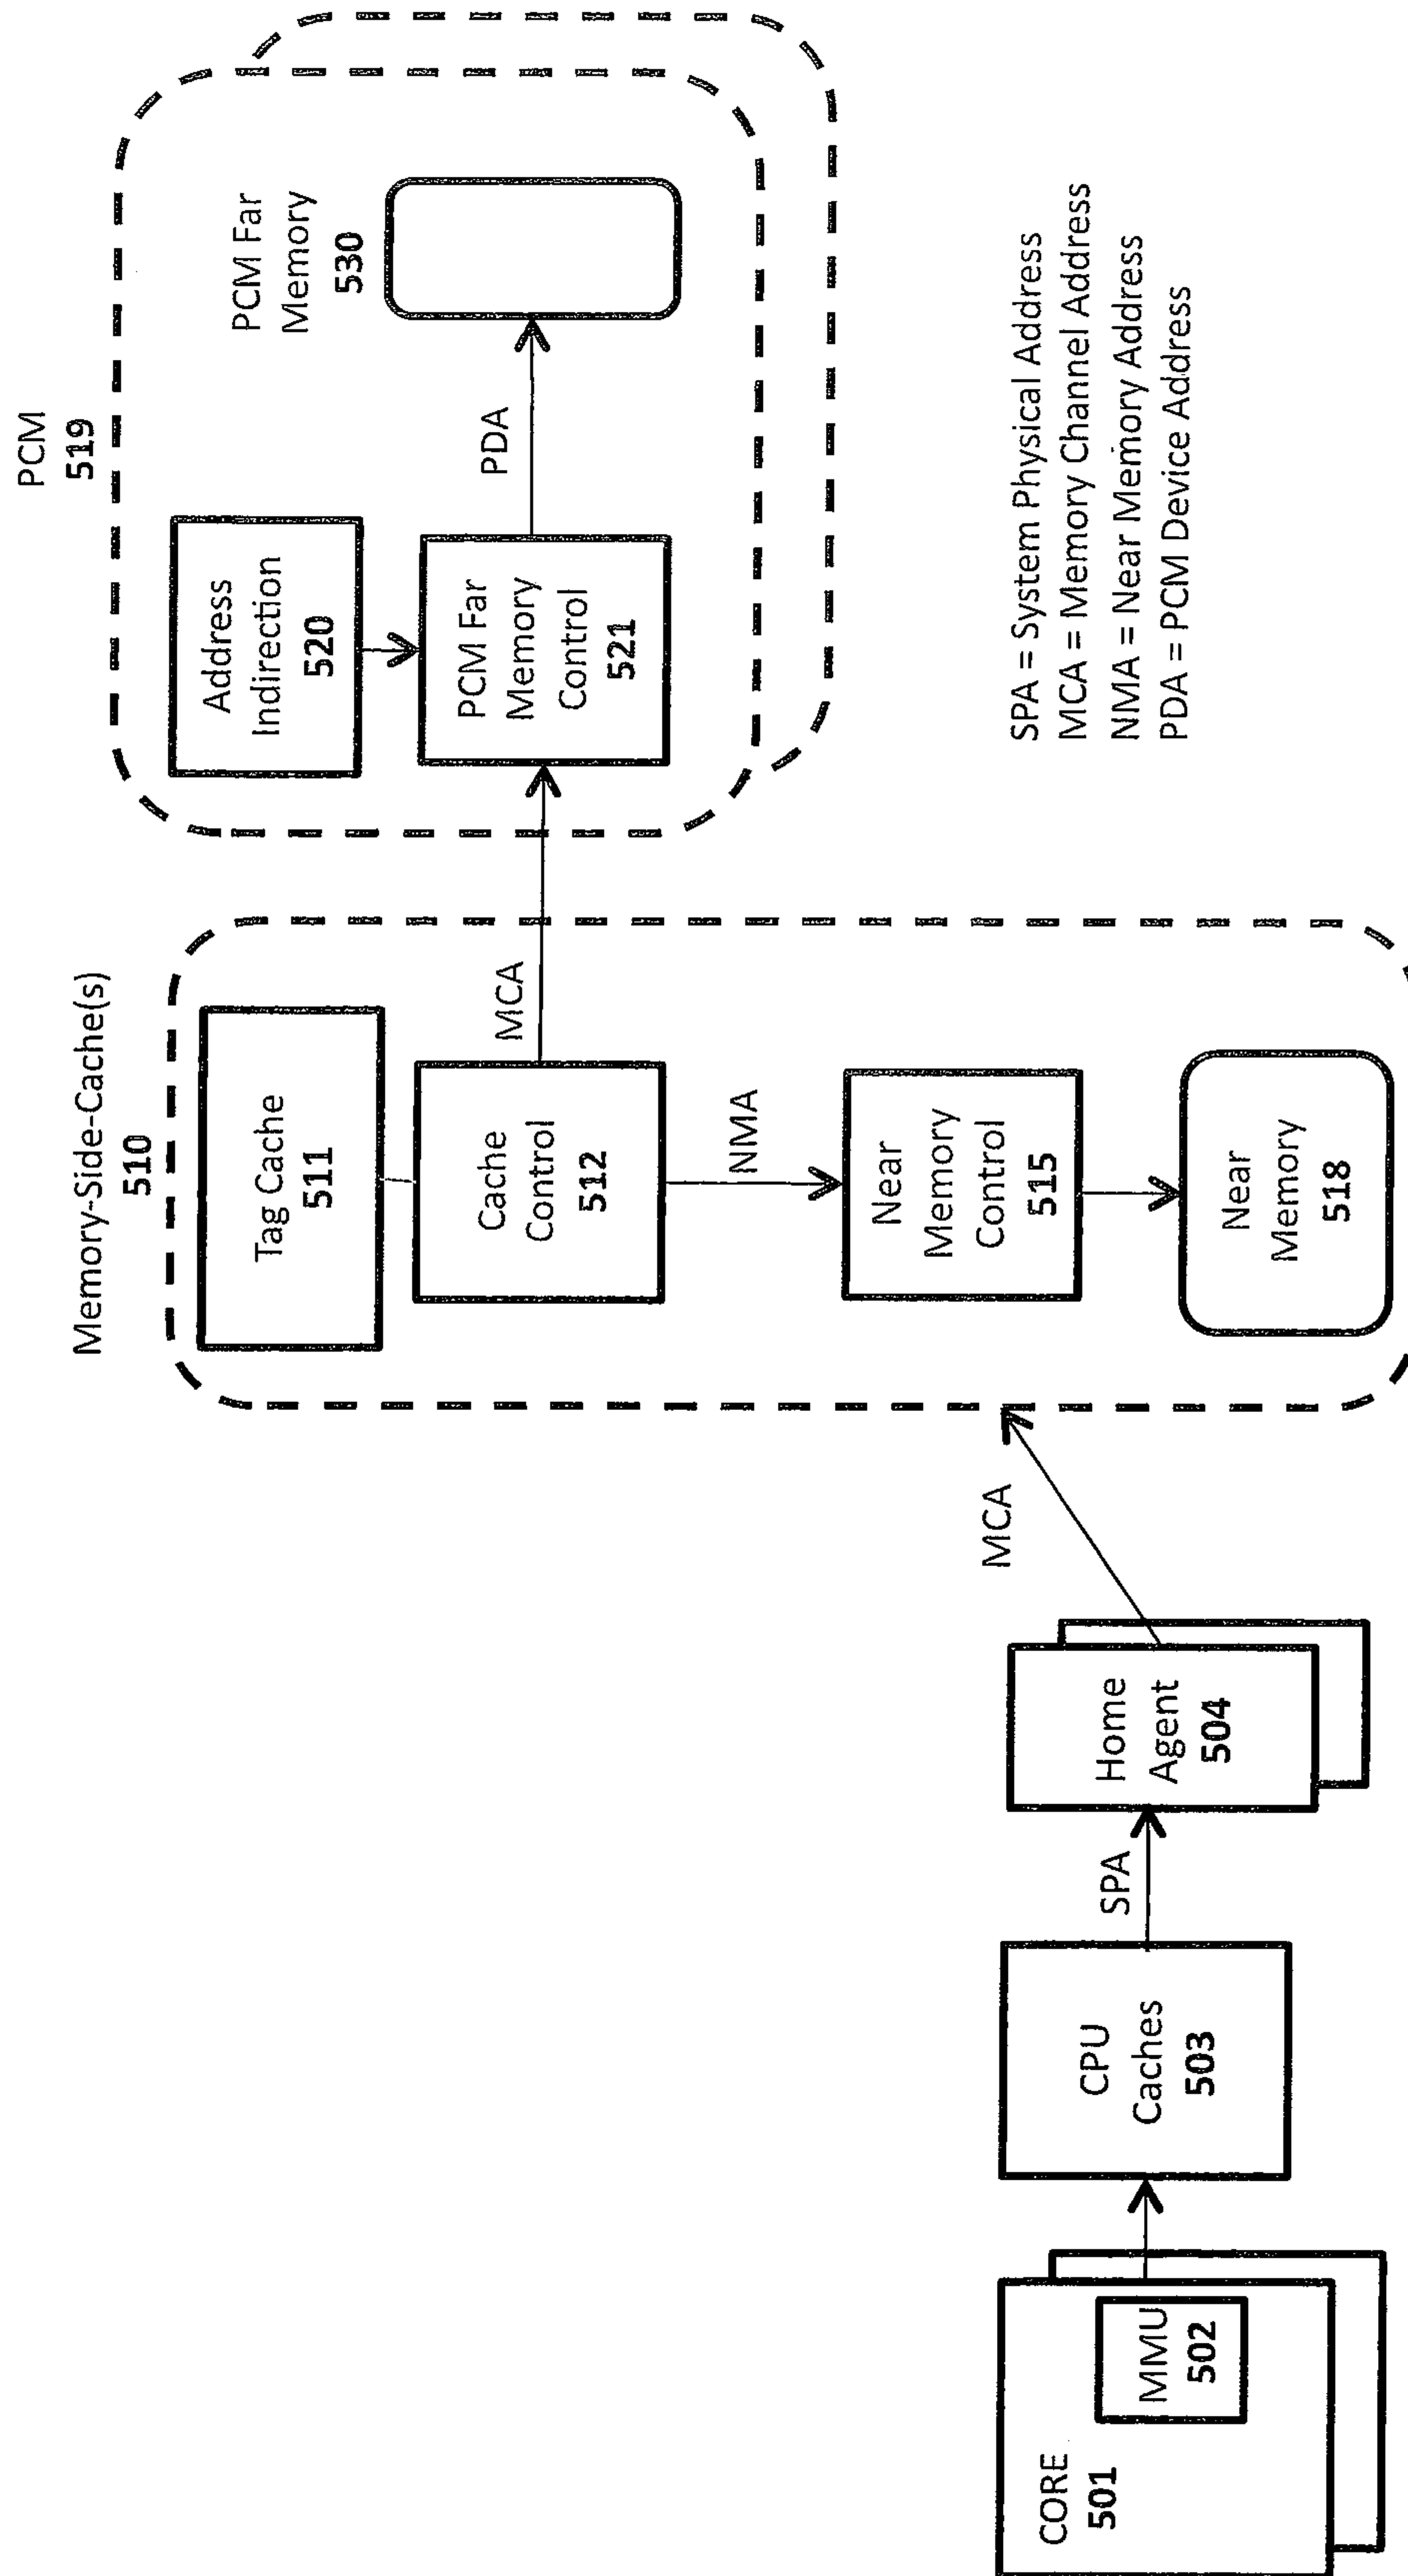 PCM
519
Address
Indirection
520
PCM Far
Memory
Control
521
PDA
PCM Far
Memory
530
Memory-Side-Cache(s)
510
Tag Cache
511
Cache
Control
512
MCA
NMA
Near
Memory
Control
515
Near
Memory
518
MCA
CORE
501
MMU
502
CPU
Caches
503
SPA
Home
Agent
504
SPA = System Physical Address
MCA = Memory Channel Address
NMA = Near Memory Address
PDA = PCM Device Address